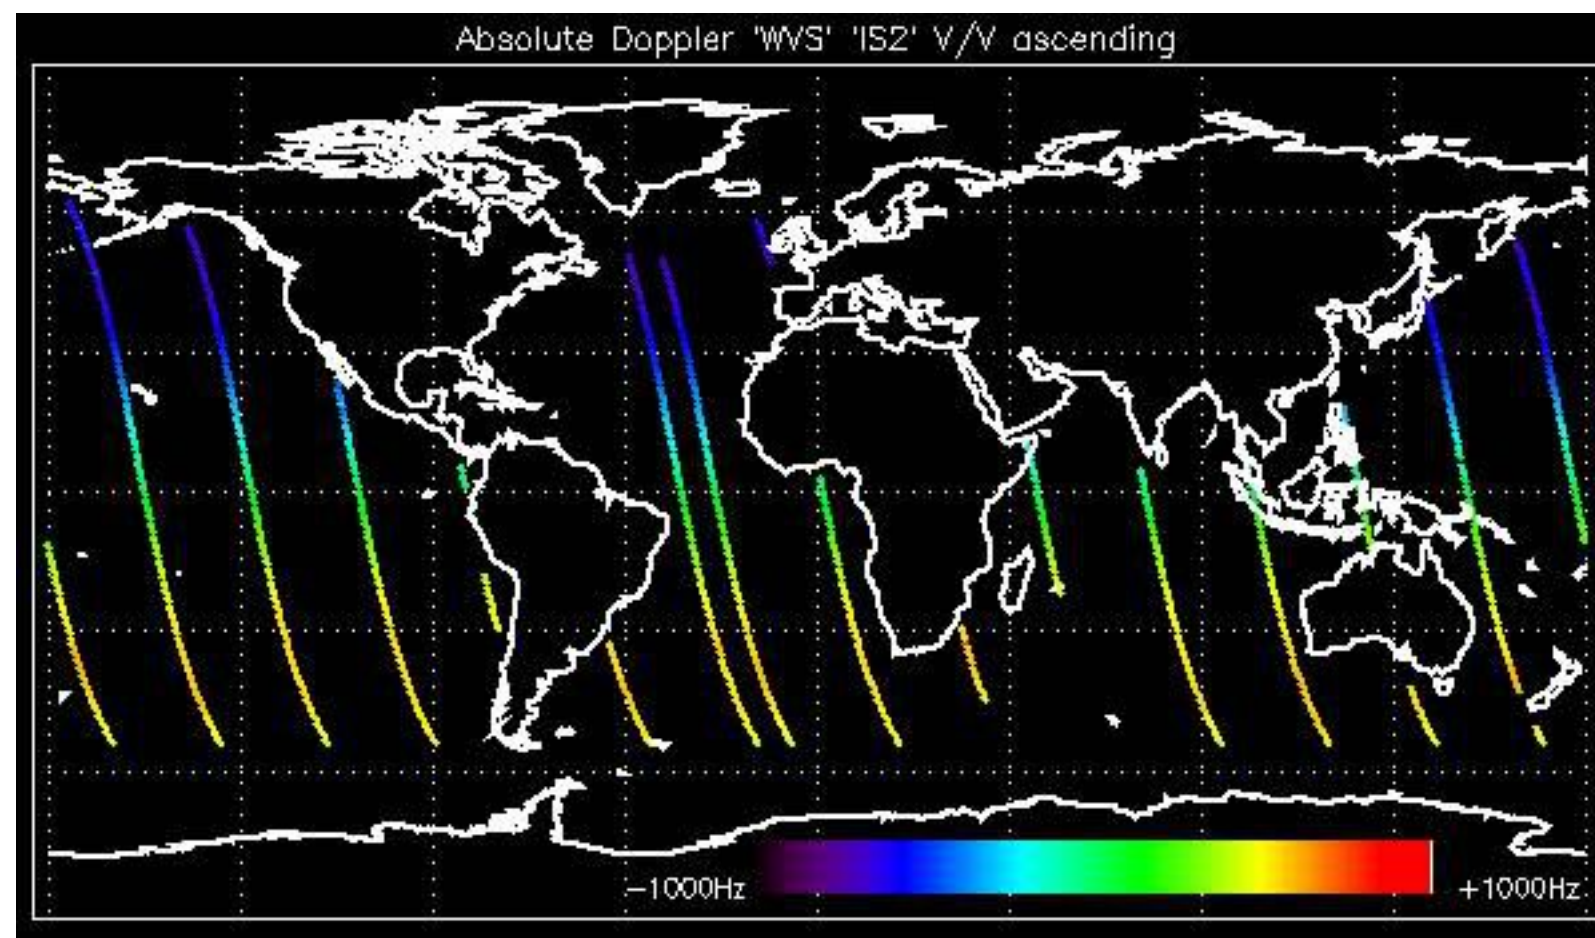 Absolute Doppler 'WVS' 'IS2' V/V ascending
−1000Hz
+1000Hz